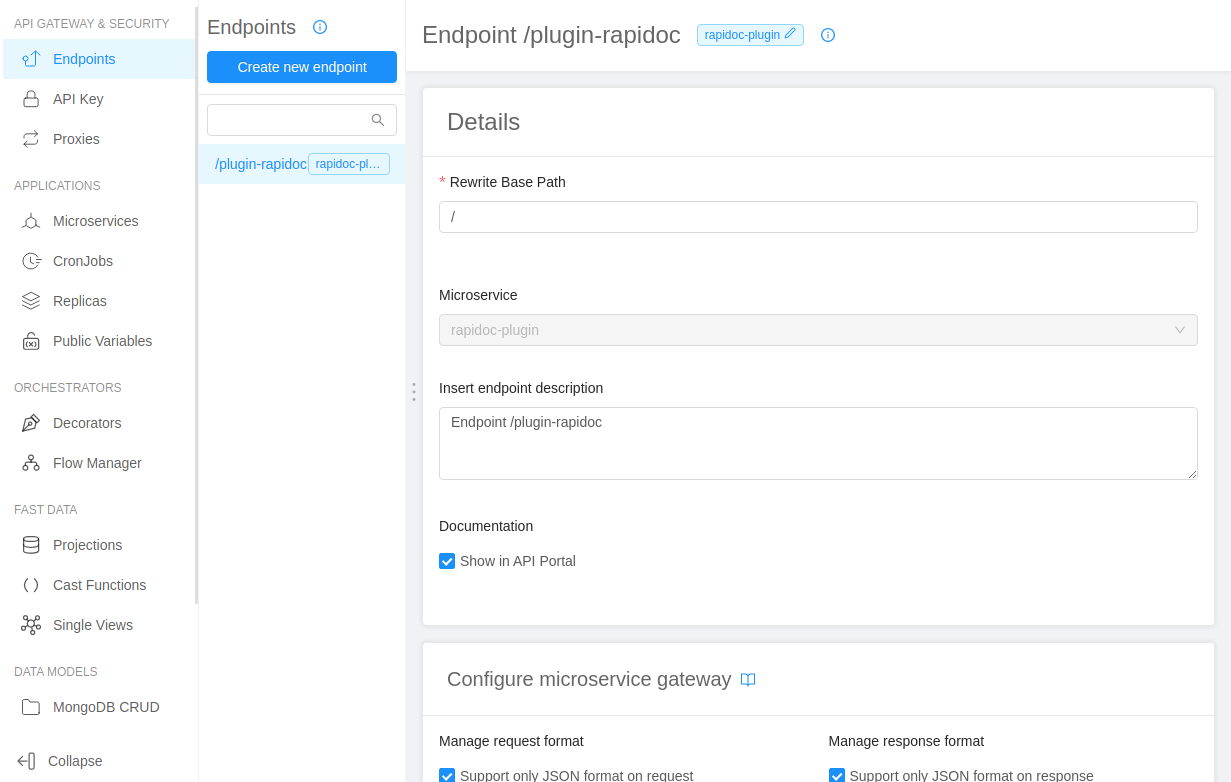 API GATEWAY & SECURITY
Endpoints
API Key
Proxies
APPLICATIONS
Microservices
CronJobs
Replicas
Public Variables
ORCHESTRATORS
Decorators
Flow Manager
FAST DATA
Projections
Cast Functions
Single Views
DATA MODELS
MongoDB CRUD
Collapse
Endpoints
Create new endpoint
/plugin-rapidoc rapidoc-pl...
Endpoint /plugin-rapidoc rapidoc-plugin
Details
* Rewrite Base Path
/
Microservice
rapidoc-plugin
Insert endpoint description
Endpoint /plugin-rapidoc
Documentation
Show in API Portal
Configure microservice gateway
Manage request format
Support only JSON format on request
Manage response format
Support only JSON format on response